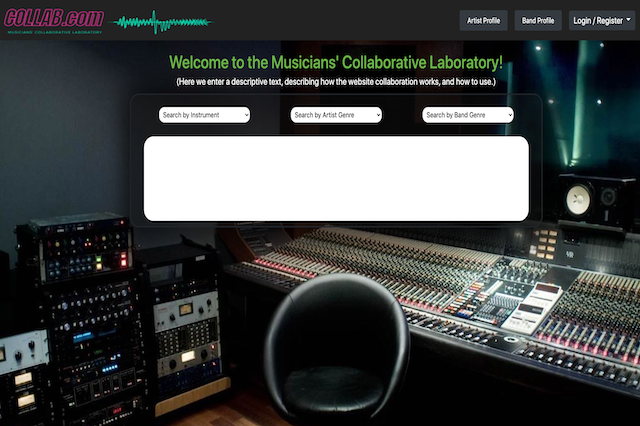 COLLAB.com
MUSICIANS COLLABORATIVE LABORATORY
Artist Profile
Band Profile
Login / Register
Welcome to the Musicians' Collaborative Laboratory!
(Here we enter a descriptive text, describing how the website collaboration works, and how to use.)
Search by Instrument
Search by Artist Genre
Search by Band Genre